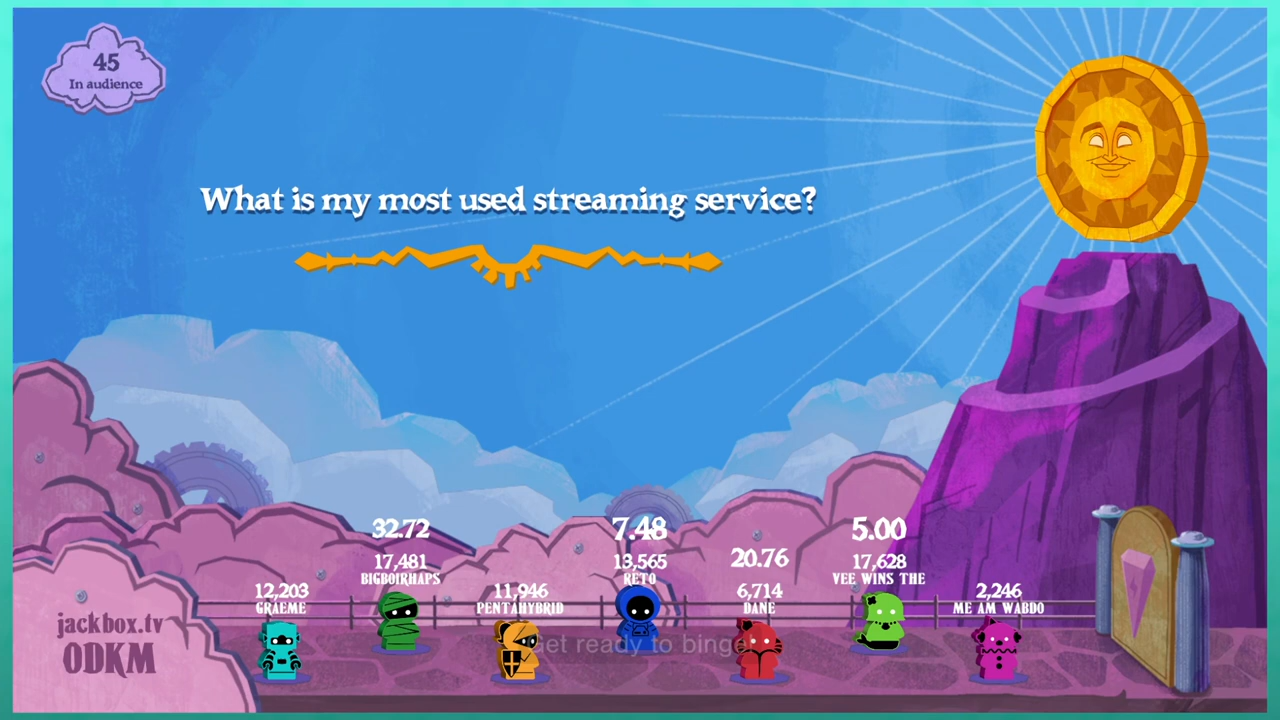 45
In audience
What is my most used streaming service?
32.72
17,481
BIGBOIRHAPS
7.48
13,565
RETO
5.00
17,628
VEE WINS THE
20.76
6,714
DANE
12,203
GRAEME
11,946
PENTAHYBRID
2,246
ME AM WABDO
Get ready to binge!
jackbox.tv
ODKM